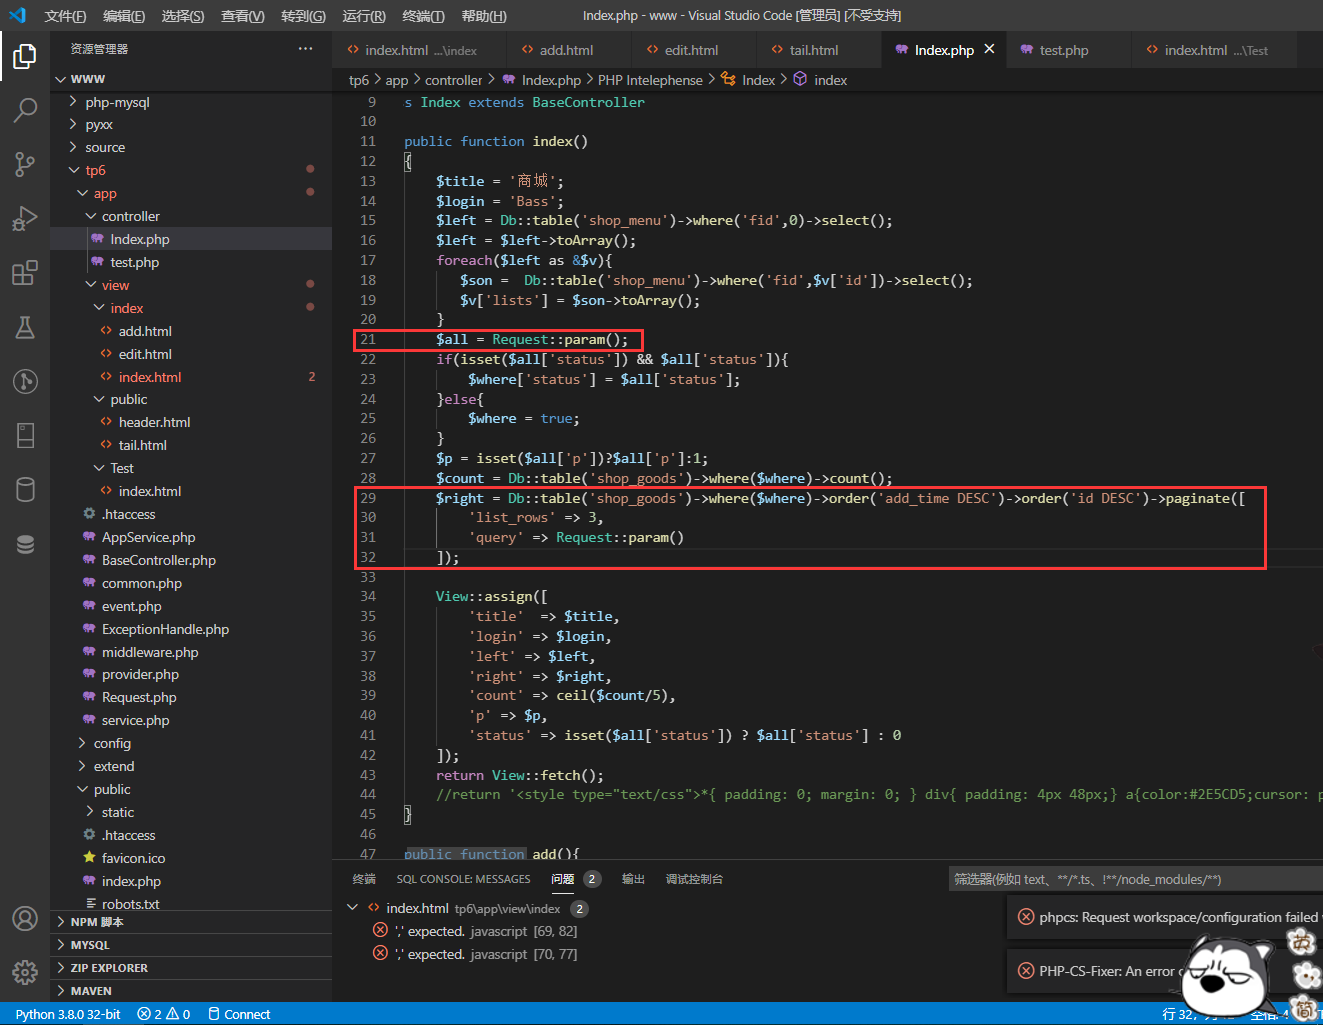 文件(F) 编辑(E) 选择(S) 查看(V) 转到(G) 运行(R) 终端(T) 帮助(H) Index.php - www - Visual Studio Code [管理员] [不受支持]
资源管理器 ...
index.html ...\index add.html edit.html tail.html Index.php test.php index.html ...\Test
tp6 > app > controller > Index.php > PHP Intelephense > Index > index
WWW
php-mysql
pyxx
source
tp6
app
controller
Index.php
test.php
view
index
add.html
edit.html
index.html 2
public
header.html
tail.html
Test
index.html
.htaccess
AppService.php
BaseController.php
common.php
event.php
ExceptionHandle.php
middleware.php
provider.php
Request.php
service.php
config
extend
public
static
.htaccess
favicon.ico
index.php
robots.txt
NPM 脚本
MYSQL
ZIP EXPLORER
MAVEN
9 s Index extends BaseController
10
11 public function index()
12 {
13 $title = '商城';
14 $login = 'Bass';
15 $left = Db::table('shop_menu')->where('fid',0)->select();
16 $left = $left->toArray();
17 foreach($left as &$v){
18 $son =  Db::table('shop_menu')->where('fid',$v['id'])->select();
19 $v['lists'] = $son->toArray();
20 }
21 $all = Request::param();
22 if(isset($all['status']) && $all['status']){
23 $where['status'] = $all['status'];
24 }else{
25 $where = true;
26 }
27 $p = isset($all['p'])?$all['p']:1;
28 $count = Db::table('shop_goods')->where($where)->count();
29 $right = Db::table('shop_goods')->where($where)->order('add_time DESC')->order('id DESC')->paginate([
30 'list_rows' => 3,
31 'query' => Request::param()
32 ]);
33
34 View::assign([
35 'title'  => $title,
36 'login' => $login,
37 'left' => $left,
38 'right' => $right,
39 'count' => ceil($count/5),
40 'p' => $p,
41 'status' => isset($all['status']) ? $all['status'] : 0
42 ]);
43 return View::fetch();
44 //return '<style type="text/css">*{ padding: 0; margin: 0; } div{ padding: 4px 48px;} a{color:#2E5CD5;cursor: p
45 }
46
47 public function add(){
终端 SQL CONSOLE: MESSAGES 问题 2 输出 调试控制台 筛选器(例如 text、**/*.ts、!**/node_modules/**)
index.html tp6\app\view\index 2
',' expected. javascript [69, 82]
',' expected. javascript [70, 77]
phpcs: Request workspace/configuration failed
PHP-CS-Fixer: An error
英
简
Python 3.8.0 32-bit 2 0 Connect 行 32, 空格: 4